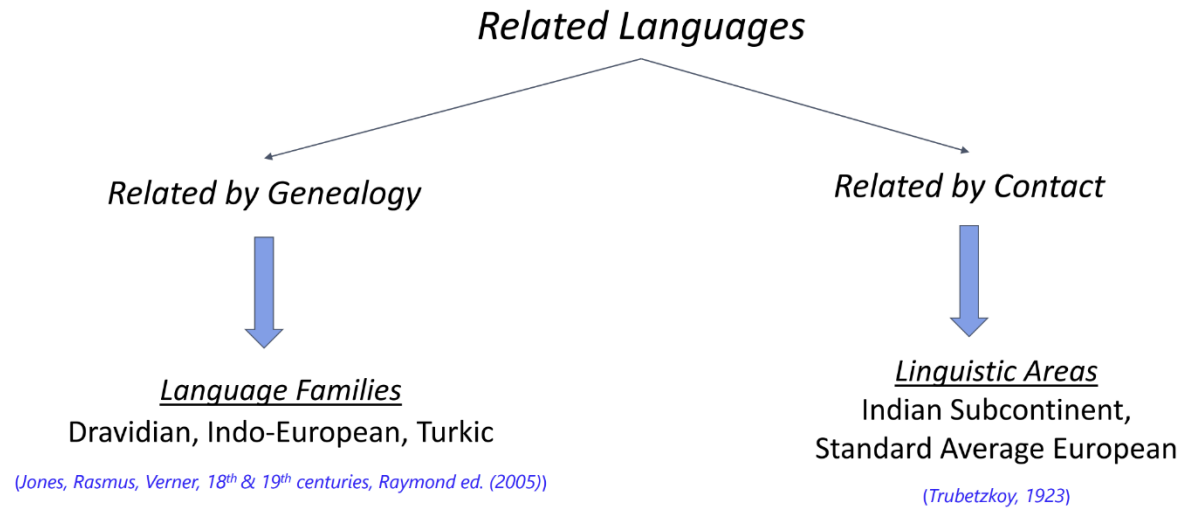 Related Languages
Related by Genealogy
Related by Contact
Language Families
Dravidian, Indo-European, Turkic
(Jones, Rasmus, Verner, 18th & 19th centuries, Raymond ed. (2005))
Linguistic Areas
Indian Subcontinent,
Standard Average European
(Trubetzkoy, 1923)